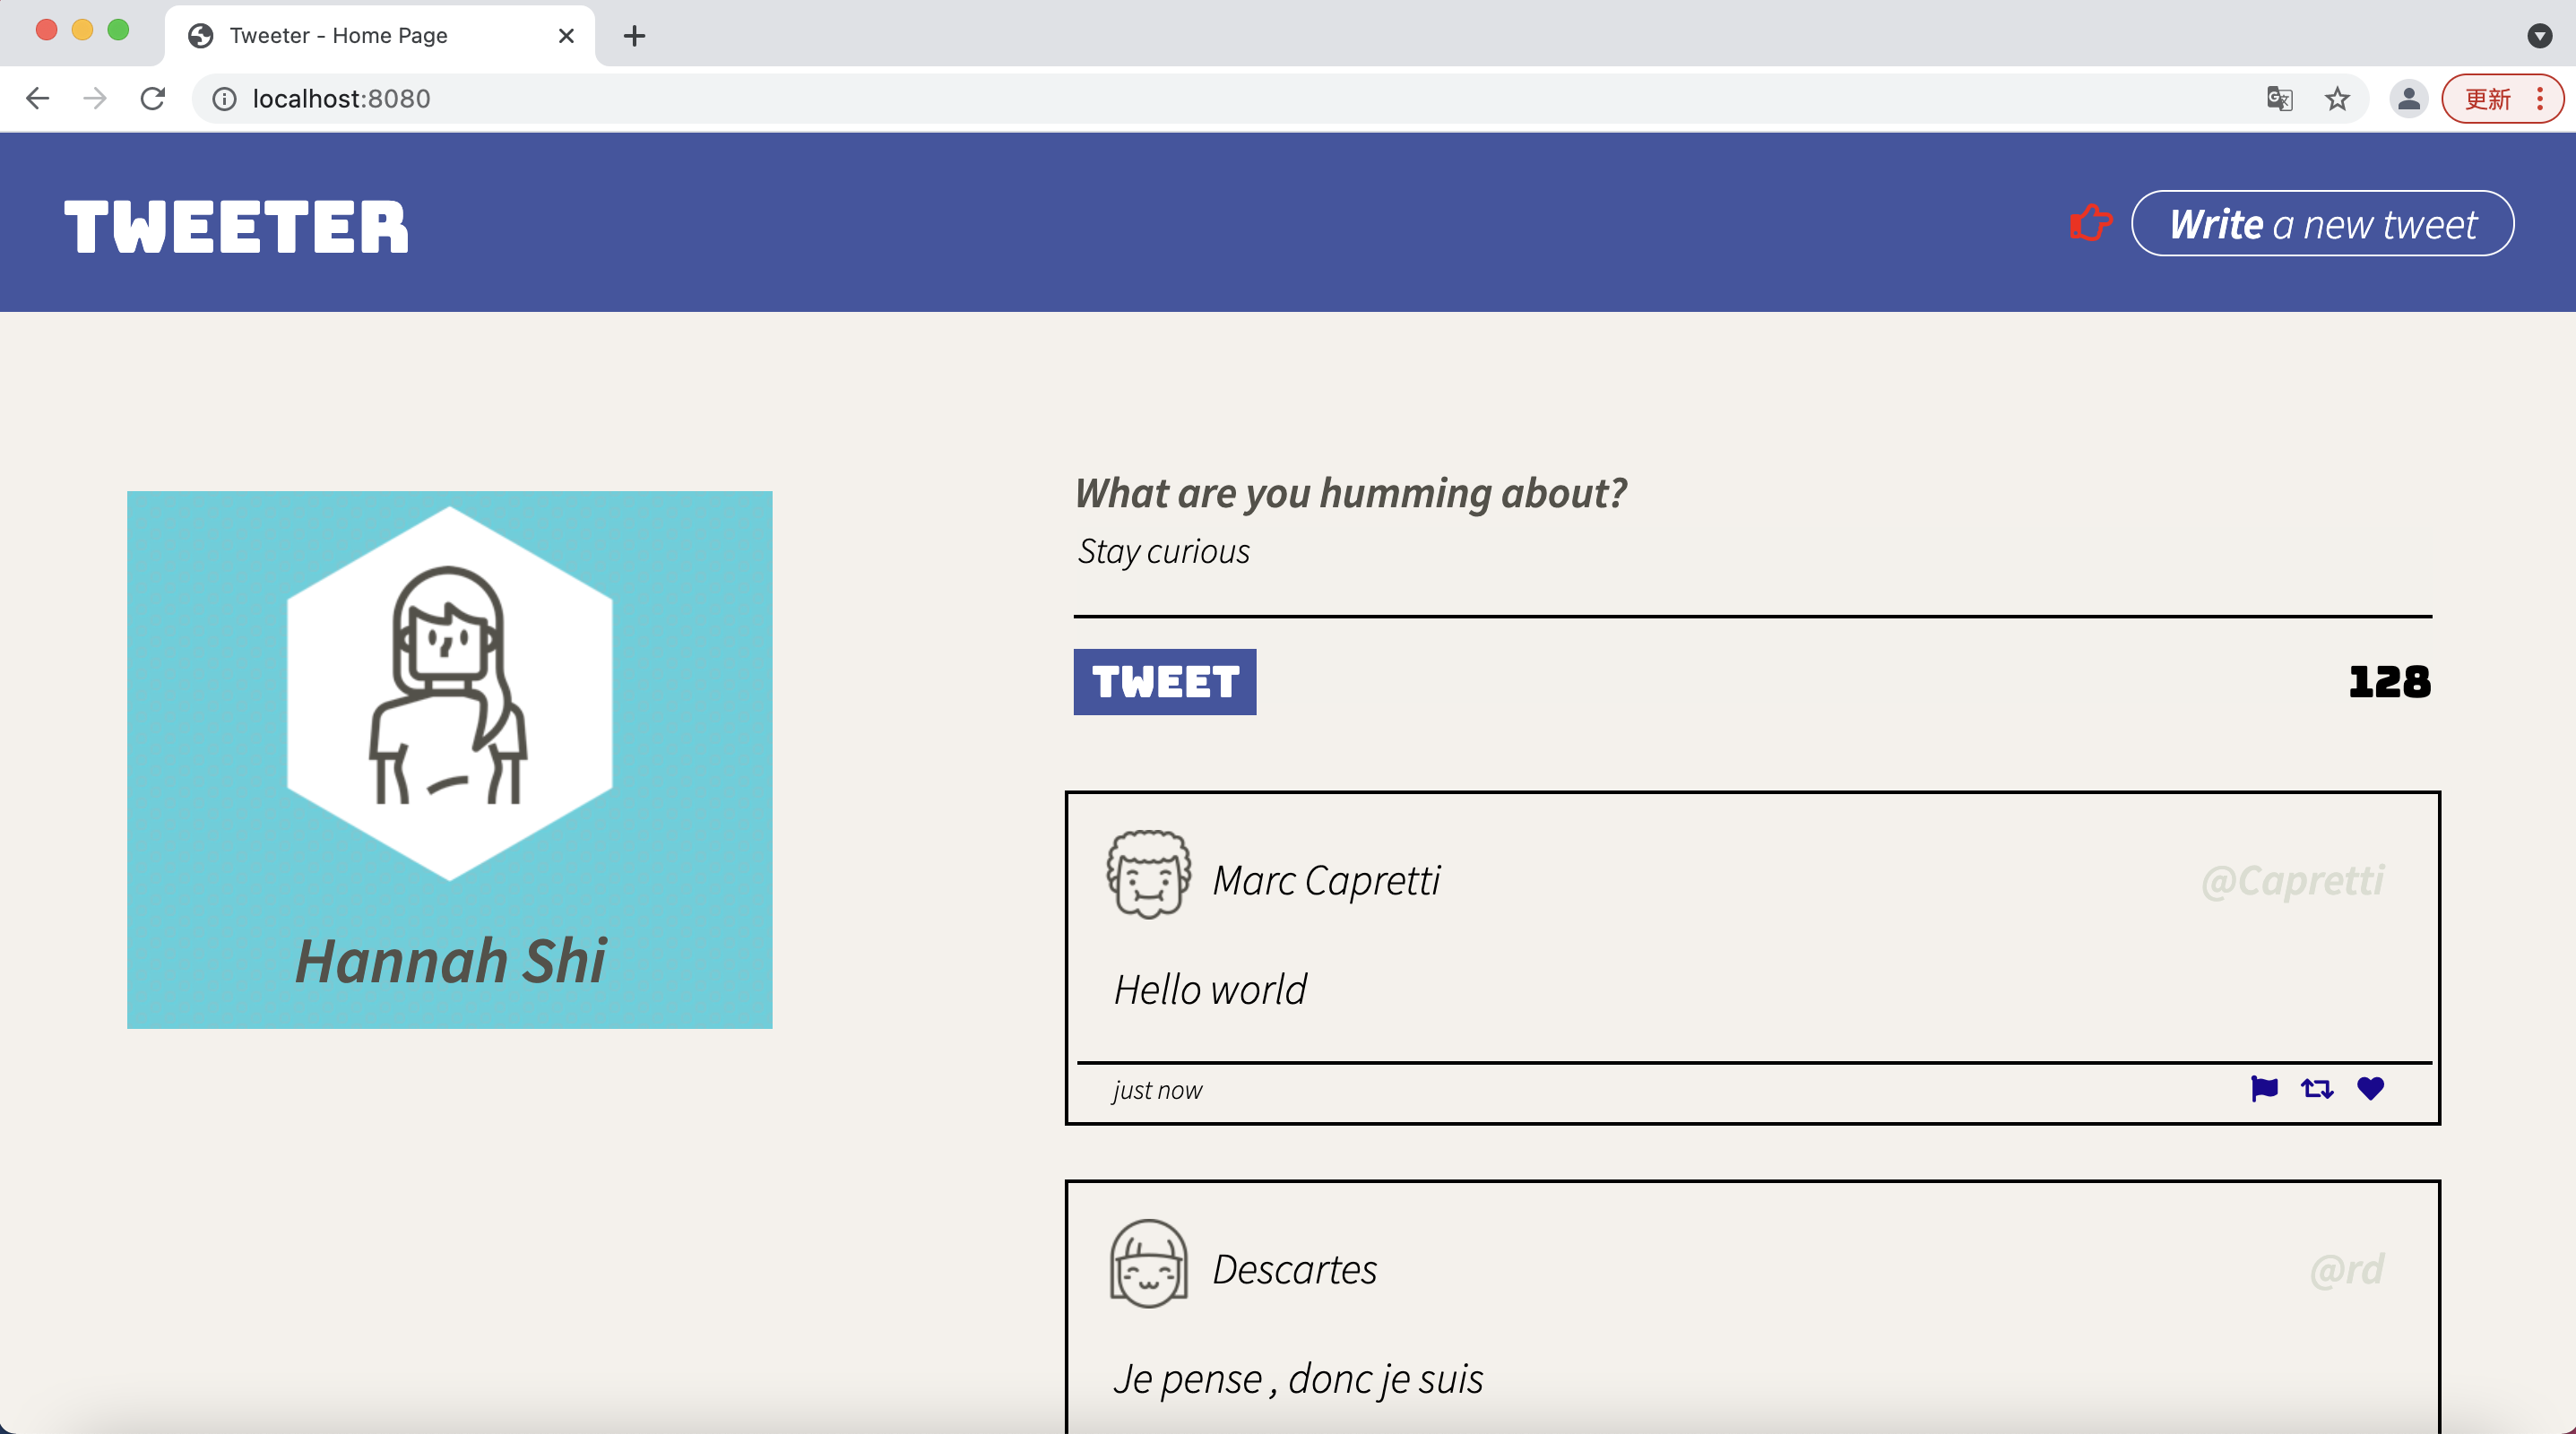 Tweeter - Home Page
localhost:8080
更新
TWEETER
Write a new tweet
What are you humming about?
Stay curious
TWEET
128
Hannah Shi
Marc Capretti
@Capretti
Hello world
just now
Descartes
@rd
Je pense , donc je suis